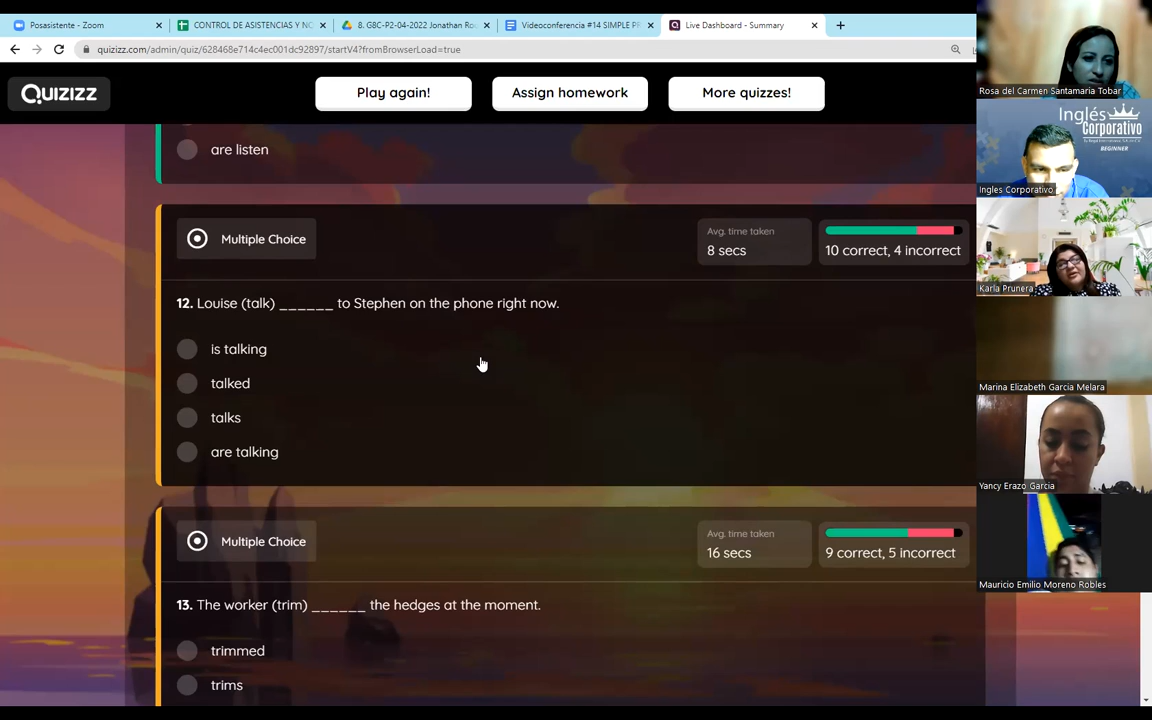 Posasistente - Zoom
CONTROL DE ASISTENCIAS Y NO
8. G8C-P2-04-2022 Jonathan Ro
Videoconferencia #14 SIMPLE PR
Live Dashboard - Summary
quizizz.com/admin/quiz/628468e714c4ec001dc92897/startV4?fromBrowserLoad=true
Quizizz
Play again!
Assign homework
More quizzes!
are listen
Multiple Choice
Avg. time taken
8 secs
10 correct, 4 incorrect
12. Louise (talk) ______ to Stephen on the phone right now.
is talking
talked
talks
are talking
Multiple Choice
Avg. time taken
16 secs
9 correct, 5 incorrect
13. The worker (trim) ______ the hedges at the moment.
trimmed
trims
Rosa del Carmen Santamaria Tobar
Inglés
Corporativo
BEGINNER
Ingles Corporativo
Karla Prunera
Marina Elizabeth Garcia Melara
Yancy Erazo Garcia
Mauricio Emilio Moreno Robles